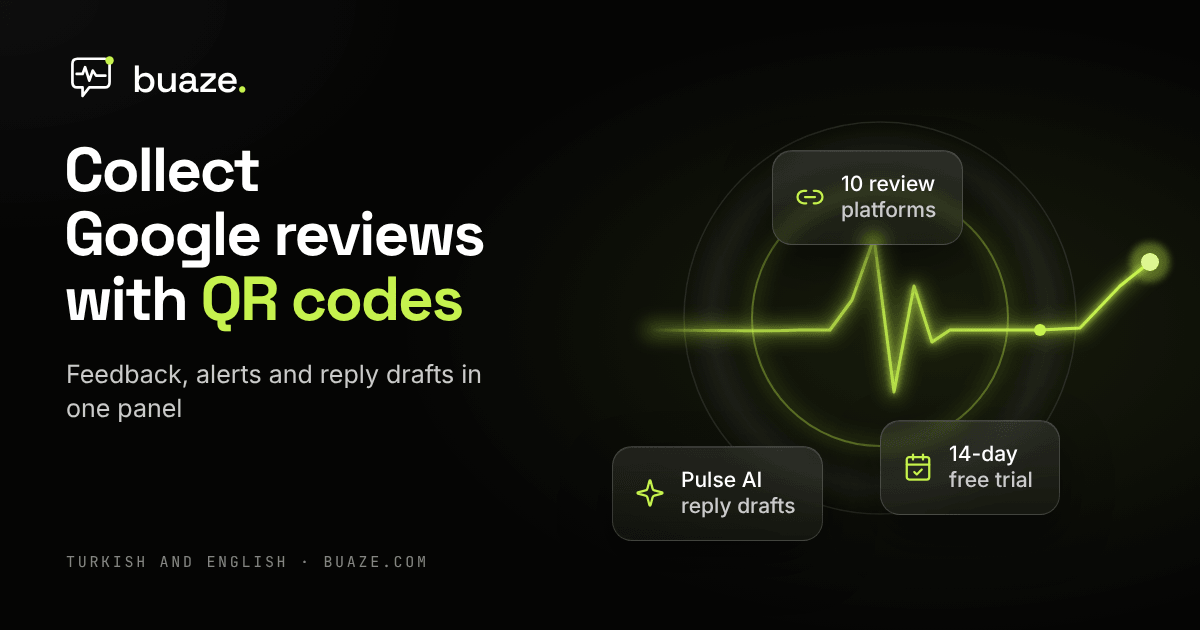 buaze.
Collect
Google reviews
with QR codes
Feedback, alerts and reply drafts in
one panel
10 review
platforms
Pulse AI
reply drafts
14-day
free trial
TURKISH AND ENGLISH · BUAZE.COM